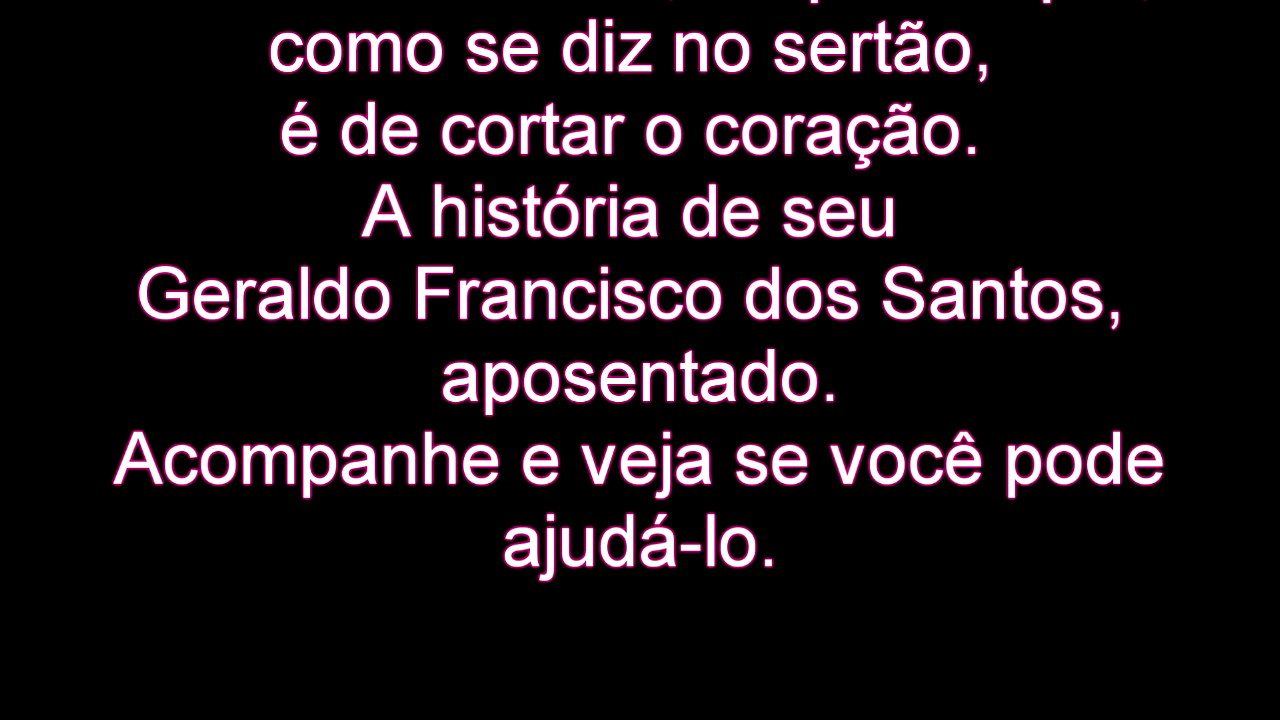 como se diz no sertão,
é de cortar o coração.
A história de seu
Geraldo Francisco dos Santos,
aposentado.
Acompanhe e veja se você pode
ajudá-lo.